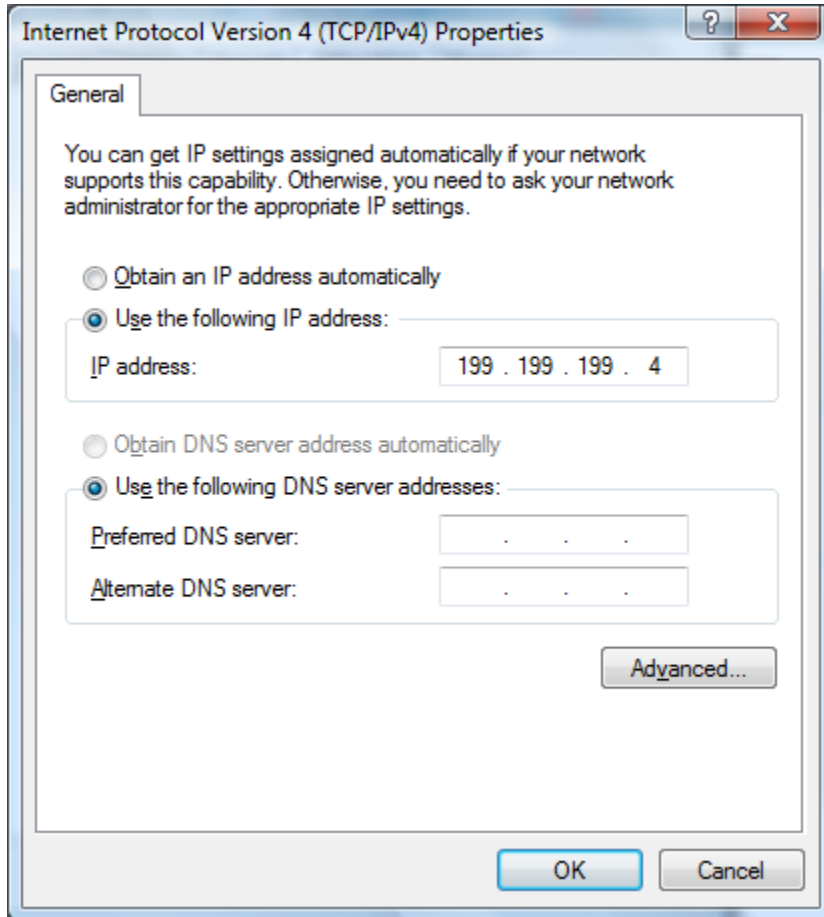 Internet Protocol Version 4 (TCP/IPv4) Properties
?
X
General
You can get IP settings assigned automatically if your network
supports this capability. Otherwise, you need to ask your network
administrator for the appropriate IP settings.
Obtain an IP address automatically
Use the following IP address:
IP address: 199 . 199 . 199 . 4
Obtain DNS server address automatically
Use the following DNS server addresses:
Preferred DNS server: . . .
Alternate DNS server: . . .
Advanced...
OK Cancel